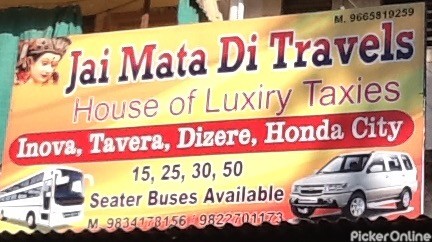 M. 9665819259
Jai Mata Di Travels
House of Luxiry Taxies
Inova, Tavera, Dizere, Honda City
15, 25, 30, 50
Seater Buses Available
M. 9834178156 9822701173
PickerOnline